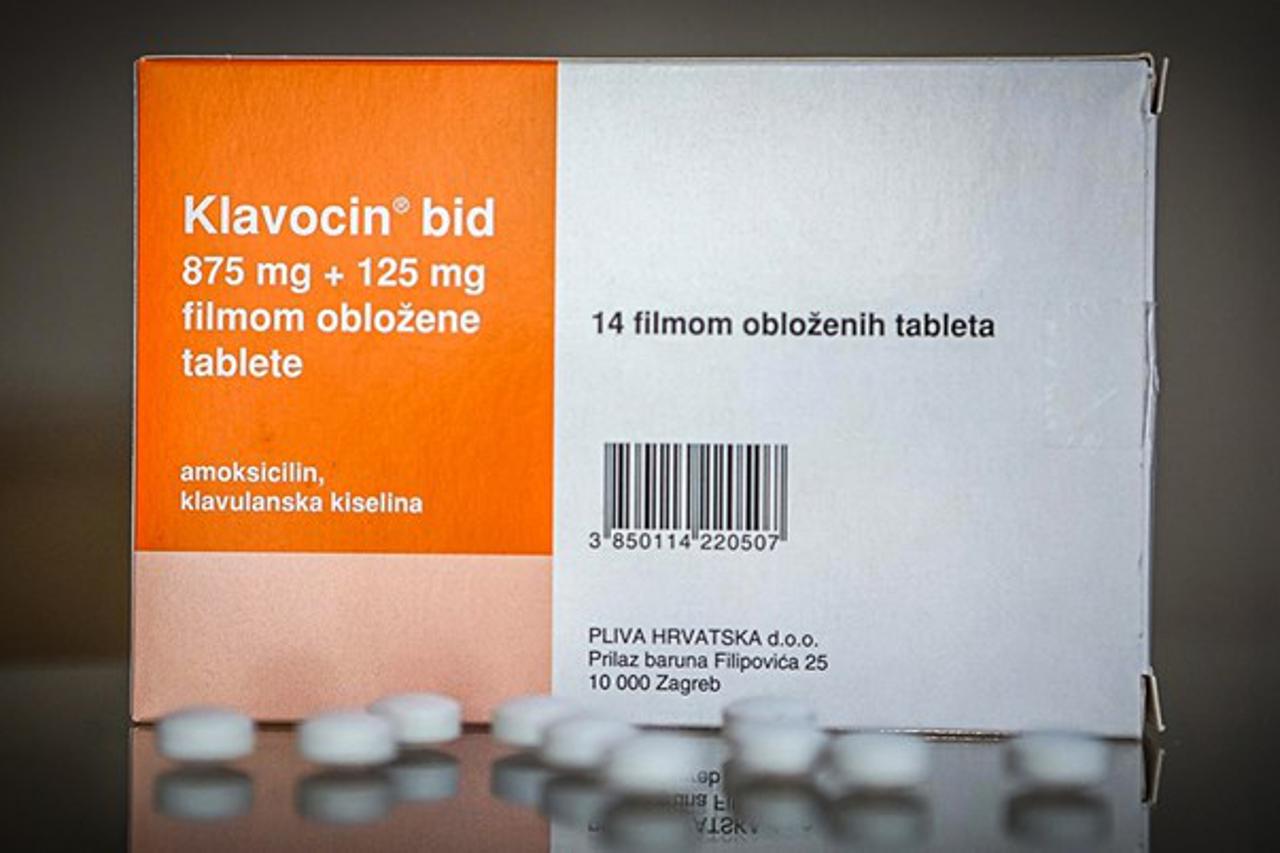 Klavocin® bid
875 mg + 125 mg
filmom obložene
tablete
amoksicilin,
klavulanska kiselina
14 filmom obloženih tableta
3 850114 220507
PLIVA HRVATSKA d.o.o.
Prilaz baruna Filipovića 25
10 000 Zagreb